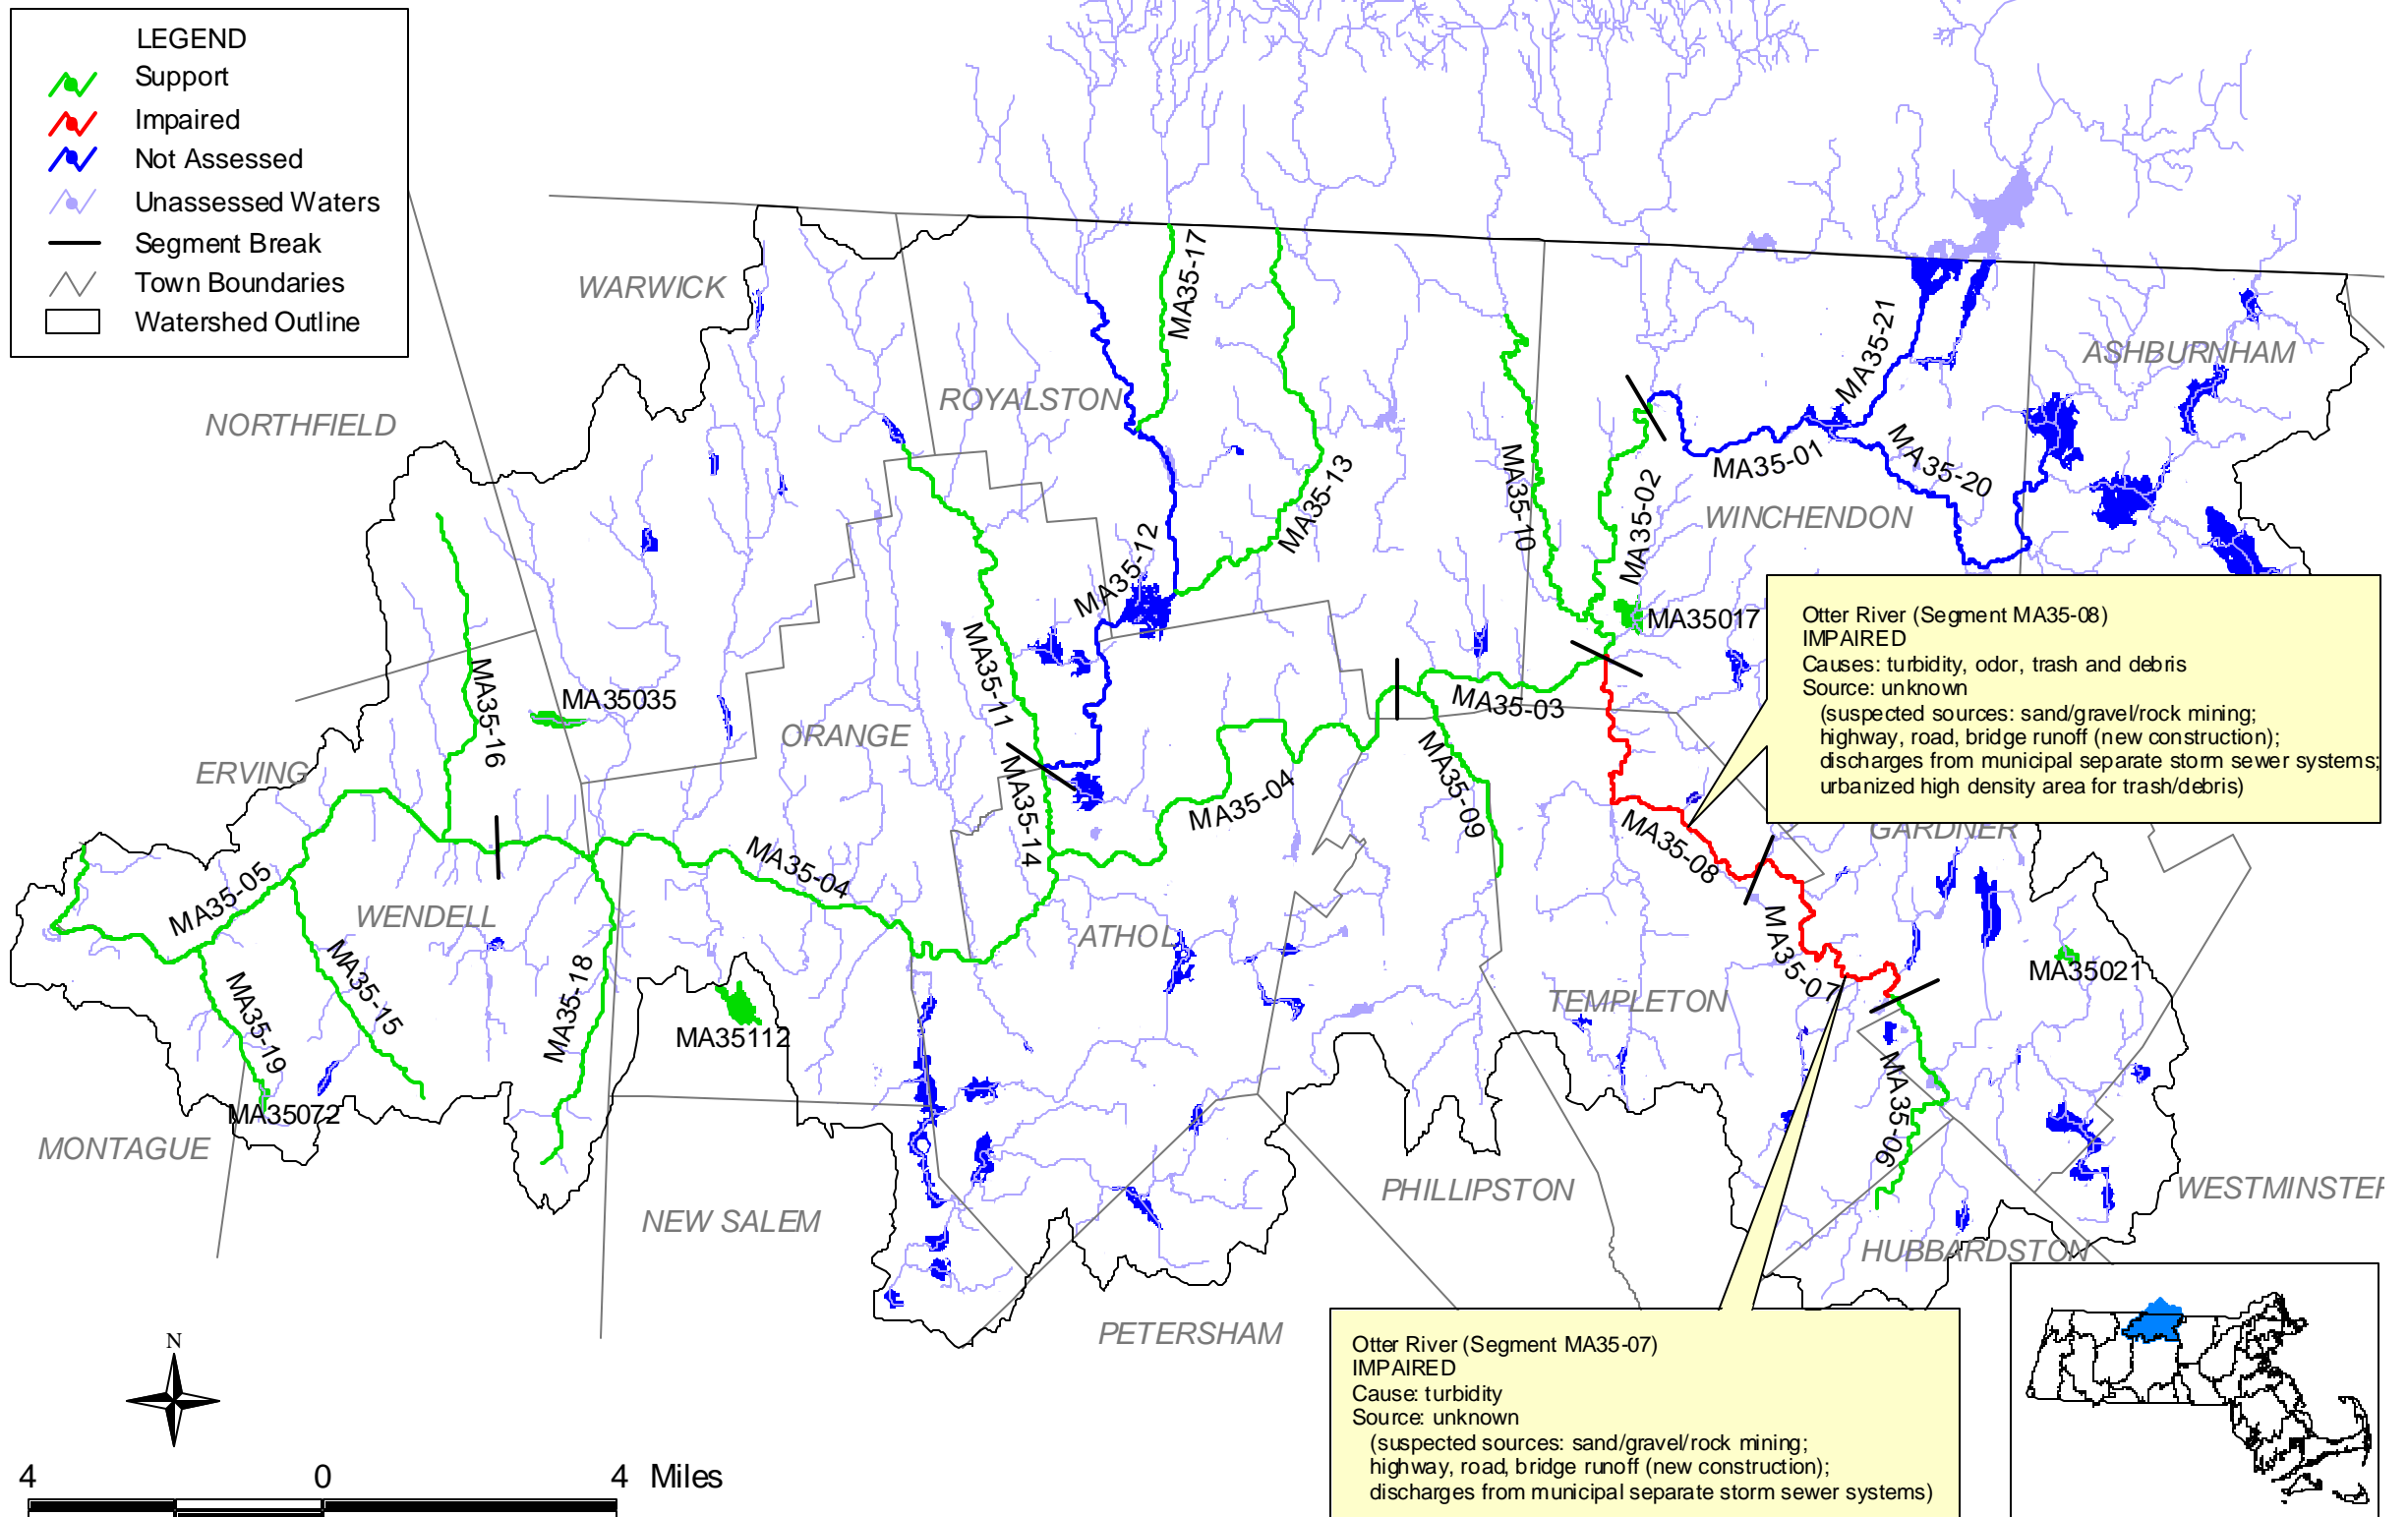 LEGEND
Support
Impaired
Not Assessed
Unassessed Waters
Segment Break
Town Boundaries
Watershed Outline
WARWICK
NORTHFIELD
ROYALSTON
ASHBURNHAM
WINCHENDON
ORANGE
ERVING
WENDELL
ATHOL
GARDNER
TEMPLETON
MONTAGUE
NEW SALEM
PHILLIPSTON
PETERSHAM
HUBBARDSTON
WESTMINSTER
MA35-17
MA35-21
MA35-01
MA35-20
MA35-13
MA35-10
MA35-02
MA35-12
MA35017
MA35-11
MA35-16
MA35035
MA35-03
MA35-14
MA35-04
MA35-09
MA35-04
MA35-08
MA35-05
MA35-07
MA35-15
MA35-18
MA35-19
MA35112
MA35021
MA35072
MA35-06
Otter River (Segment MA35-08)
IMPAIRED
Causes: turbidity, odor, trash and debris
Source: unknown
(suspected sources: sand/gravel/rock mining;
highway, road, bridge runoff (new construction);
discharges from municipal separate storm sewer systems;
urbanized high density area for trash/debris)
Otter River (Segment MA35-07)
IMPAIRED
Cause: turbidity
Source: unknown
(suspected sources: sand/gravel/rock mining;
highway, road, bridge runoff (new construction);
discharges from municipal separate storm sewer systems)
N
4 0 4 Miles